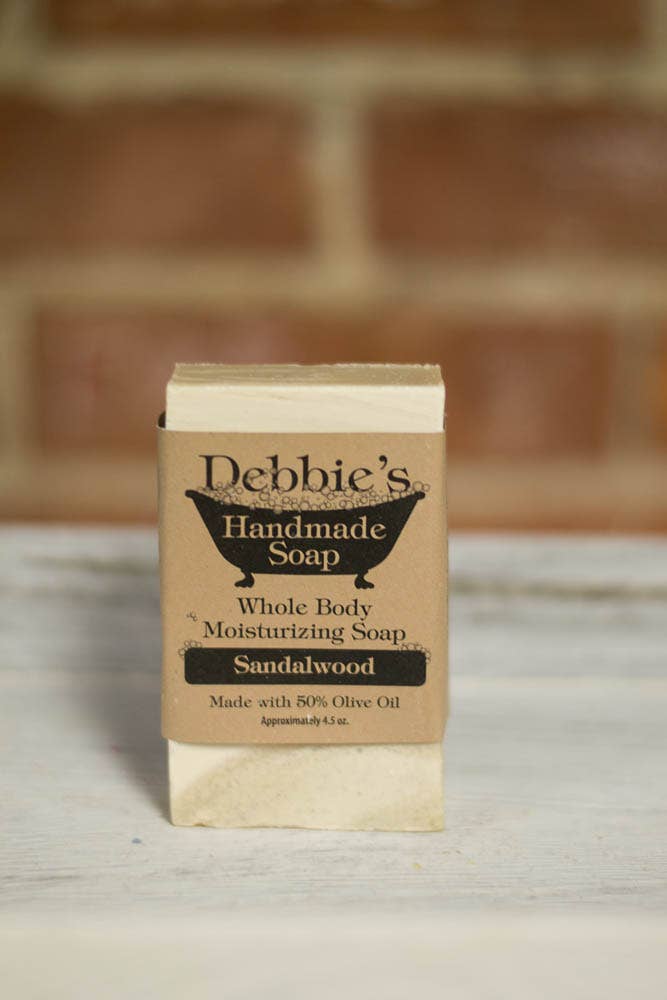 Debbie's
Handmade
Soap
Whole Body
Moisturizing Soap
Sandalwood
Made with 50% Olive Oil
Approximately 4.5 oz.